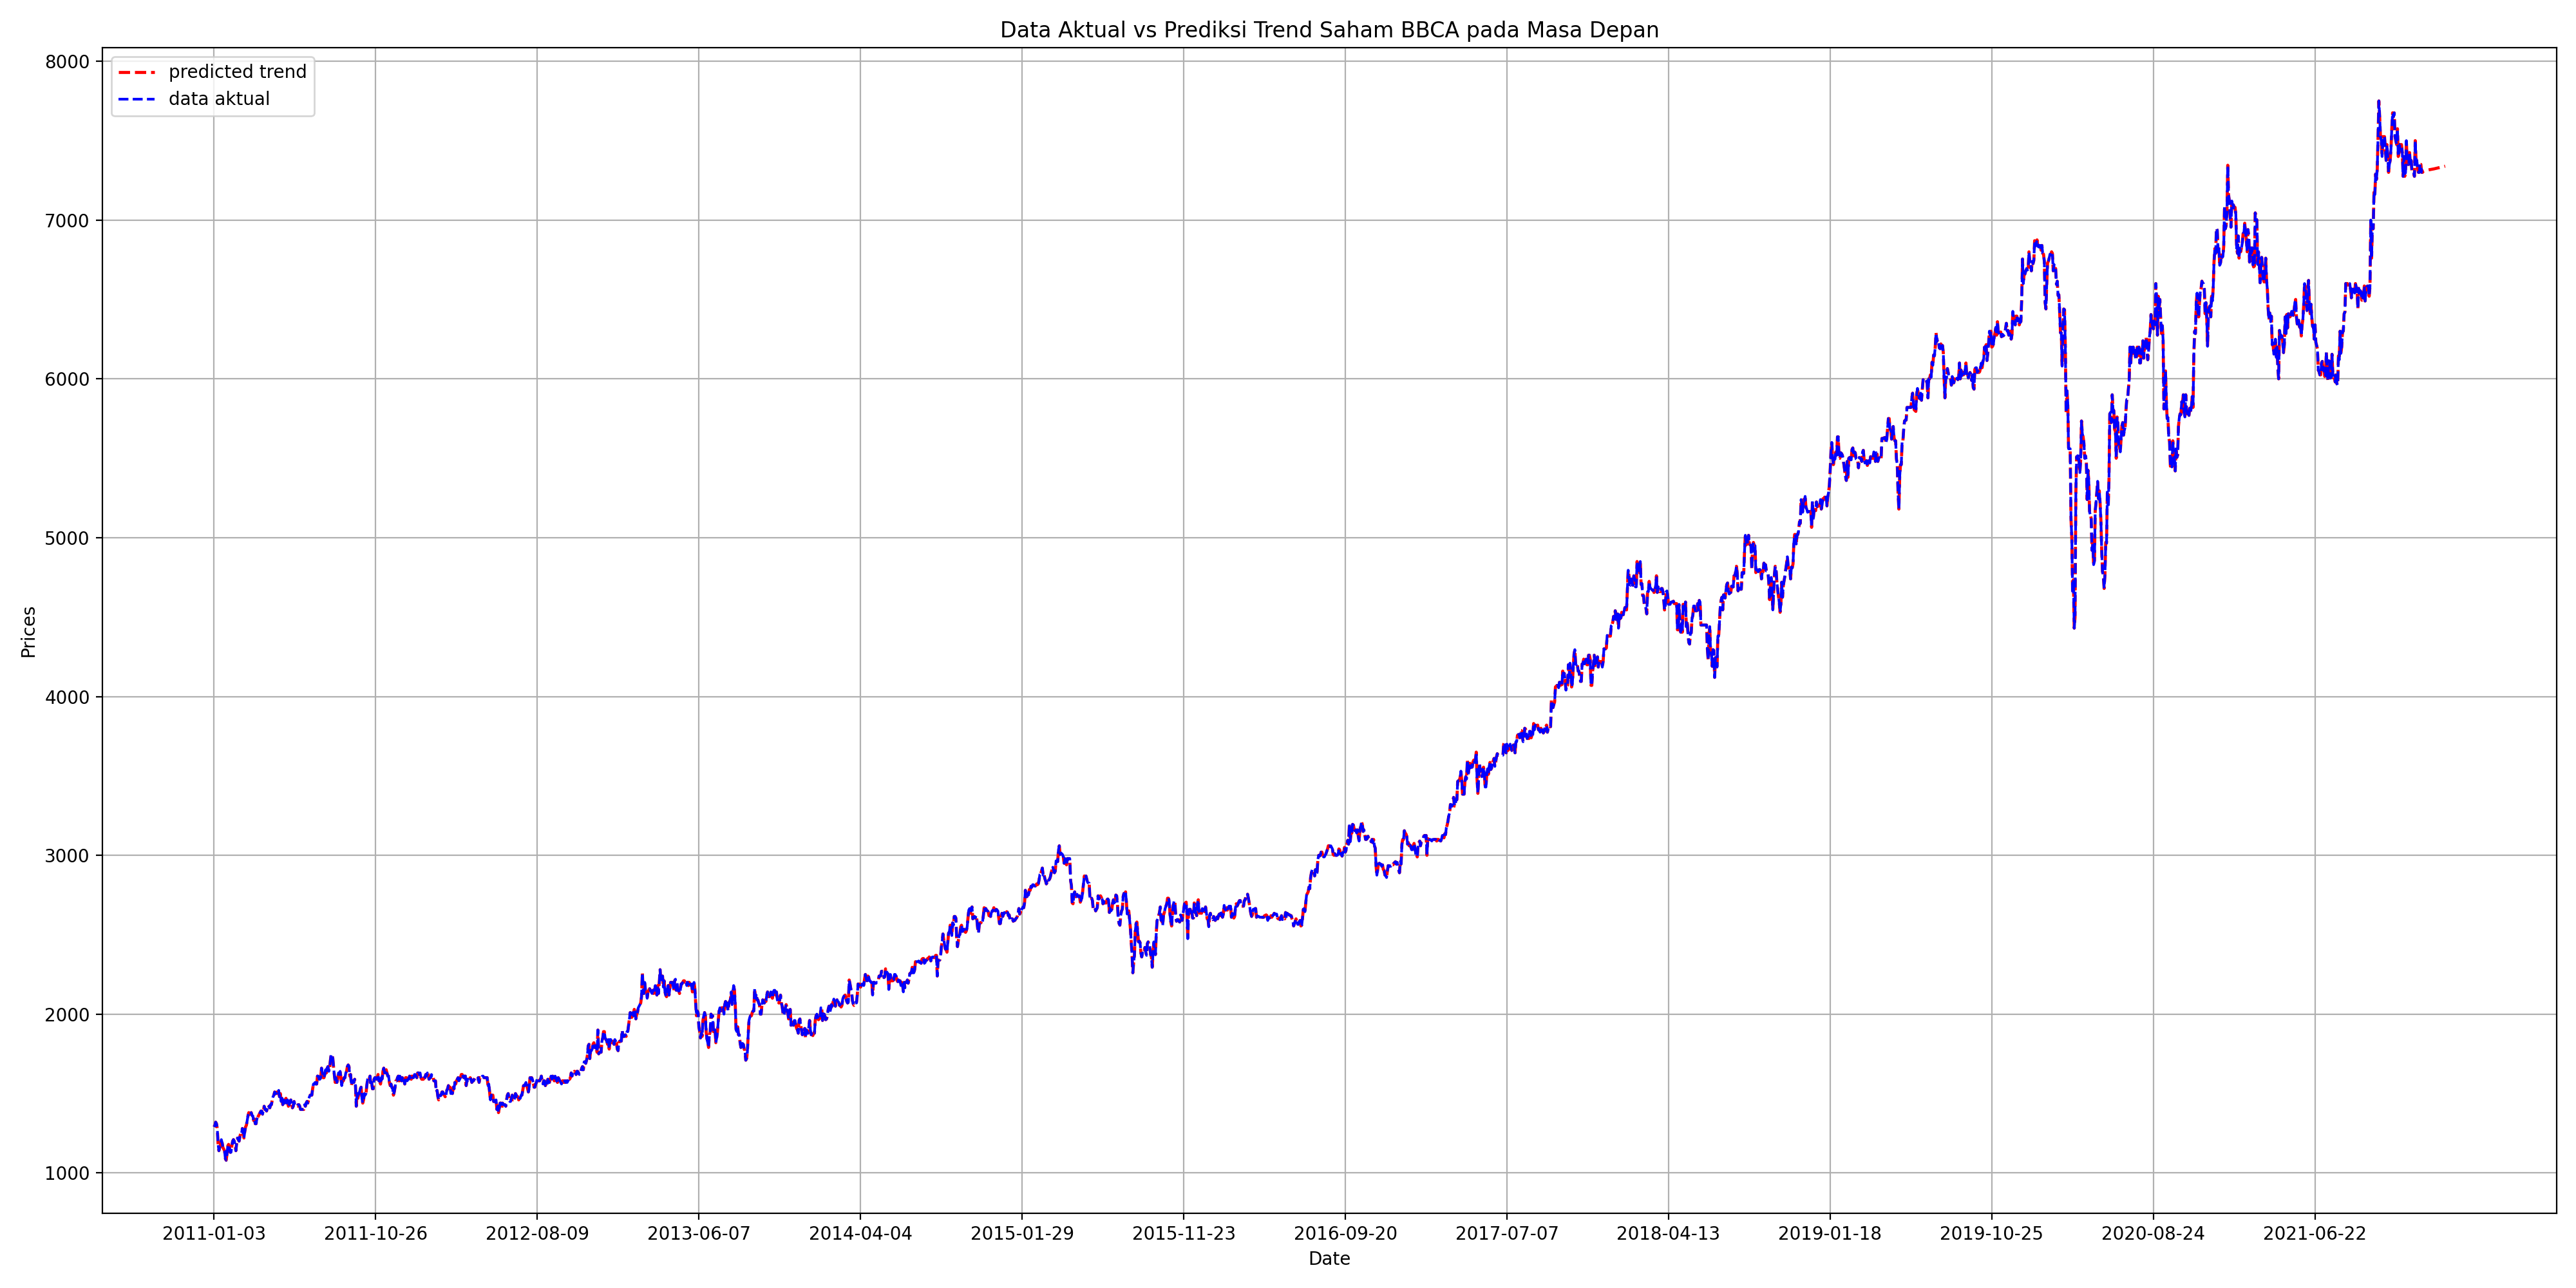 Data Aktual vs Prediksi Trend Saham BBCA pada Masa Depan
predicted trend
data aktual
Prices
8000
7000
6000
5000
4000
3000
2000
1000
2011-01-03 2011-10-26 2012-08-09 2013-06-07 2014-04-04 2015-01-29 2015-11-23 2016-09-20 2017-07-07 2018-04-13 2019-01-18 2019-10-25 2020-08-24 2021-06-22
Date